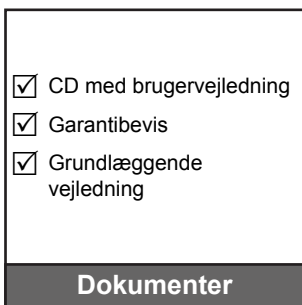 ☑ CD med brugervejledning
☑ Garantibevis
☑ Grundlæggende
vejledning
Dokumenter